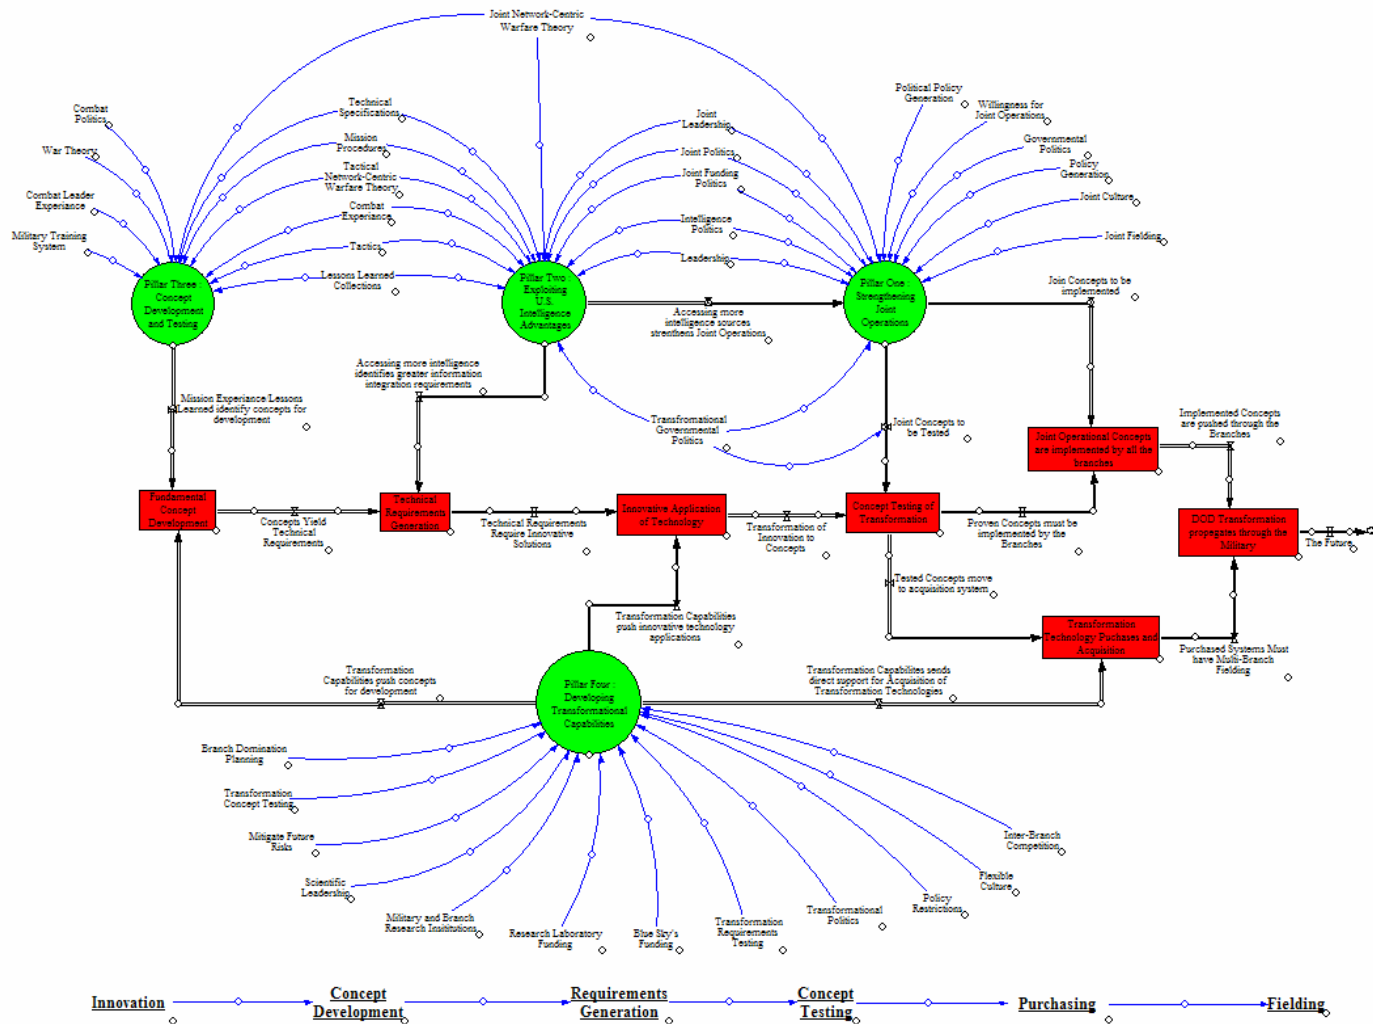 Joint Network-Centric
Warfare Theory
Combat
Politics
War Theory
Combat Leader
Experiance
Military Training
System
Technical
Specifications
Mission
Procedures
Tactical
Network-Centric
Warfare Theory
Combat
Experiance
Tactics
Lessons Learned
Collections
Joint
Leadership
Joint Politics
Joint Funding
Politics
Intelligence
Politics
Leadership
Political Policy
Generation
Willingness for
Joint Operations
Governmental
Politics
Policy
Generation
Joint Culture
Joint Fielding
Pillar Three :
Concept
Development
and Testing
Pillar Two :
Exploiting
U.S.
Intelligence
Advantages
Pillar One :
Strengthening
Joint
Operations
Accessing more
intelligence sources
strenthens Joint Operations
Join Concepts to be
implemented
Accessing more intelligence
identifies greater information
integration requirements
Mission Experiance/Lessons
Learned identify concepts for
development
Transfromational
Governmental
Politics
Joint Concepts to
be Tested
Implemented Concepts
are pushed through the
Branches
Joint Operational Concepts
are implemented by all the
branches
Fundamental
Concept
Development
Concepts Yield
Technical
Requirements
Technical
Requirements
Generation
Technical Requirements
Require Innovative
Solutions
Innovative Application
of Technology
Transformation of
Innovation to
Concepts
Concept Testing of
Transformation
Proven Concepts must be
implemented by the
Branches
DOD Transformation
propagates through the
Military
The Future
Tested Concepts move
to acquisition system
Transformation Capabilities
push innovative technology
applications
Transformation
Technology Puchases and
Acquisition
Purchased Systems Must
have Multi-Branch
Fielding
Transformation
Capabilities push concepts
for development
Pillar Four :
Developing
Transformational
Capabilities
Transformation Capabilites sends
direct support for Acquisition of
Transformation Technologies
Branch Domination
Planning
Transformation
Concept Testing
Mitigate Future
Risks
Scientific
Leadership
Military and Branch
Research Insititutions
Research Laboratory
Funding
Blue Sky's
Funding
Transformation
Requirements
Testing
Transformational
Politics
Policy
Restrictions
Flexible
Culture
Inter-Branch
Competition
Innovation
Concept
Development
Requirements
Generation
Concept
Testing
Purchasing
Fielding